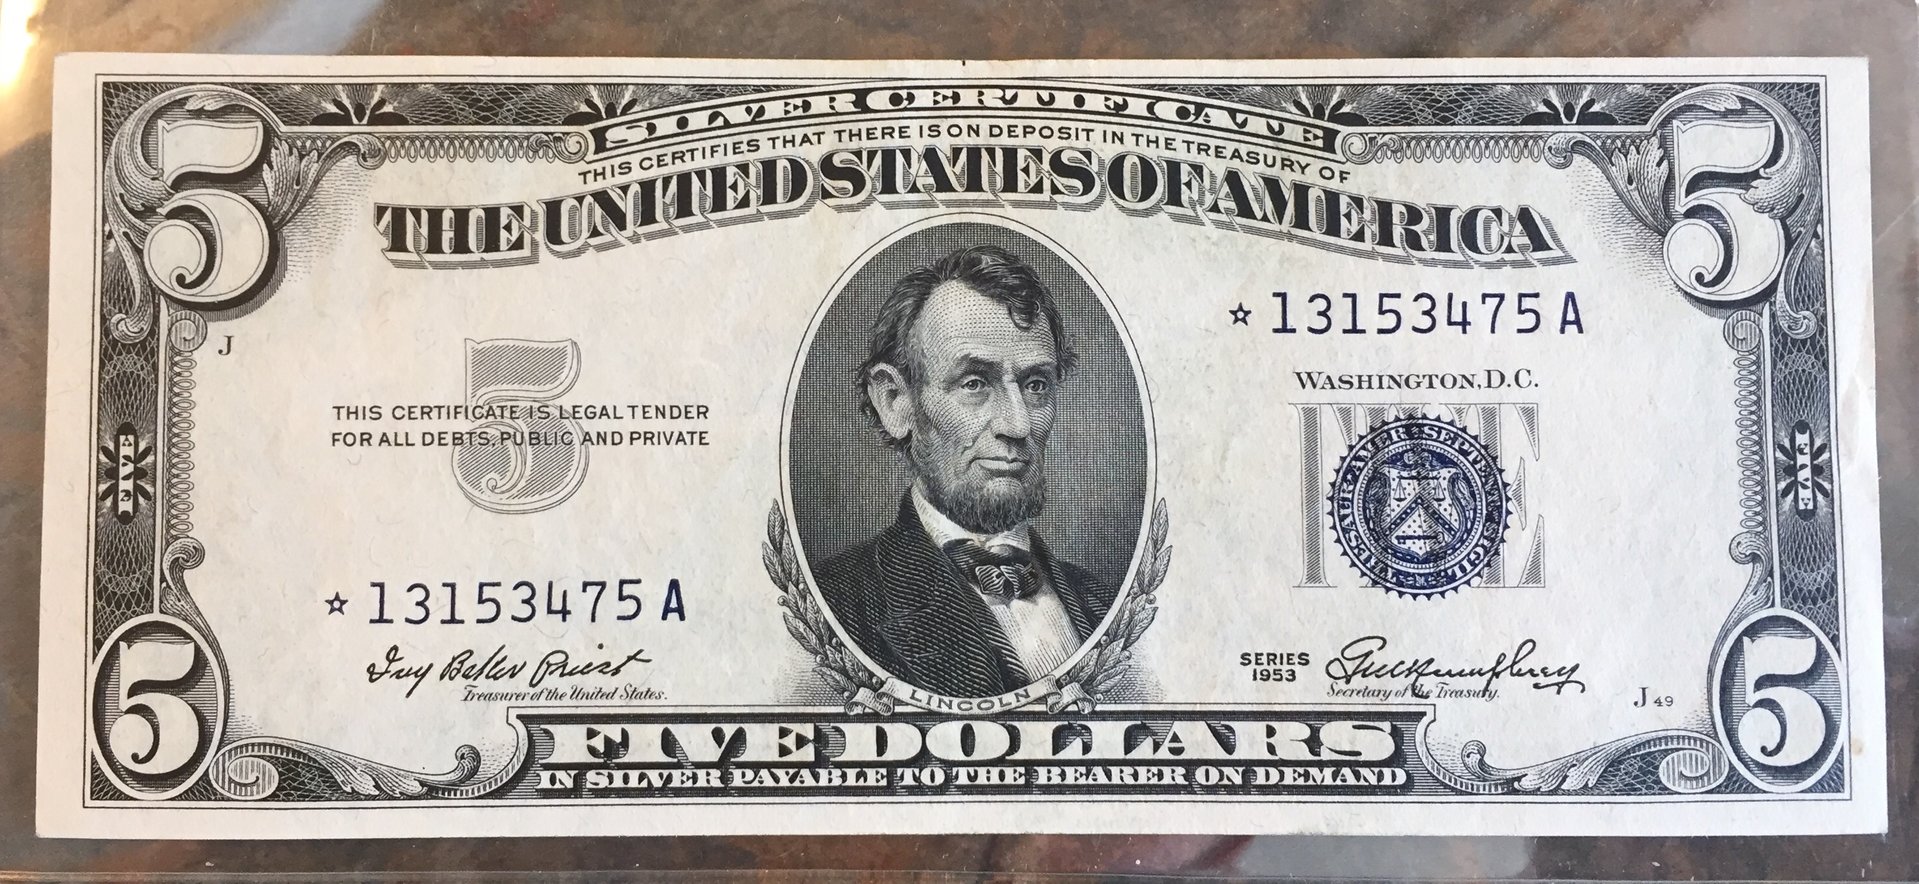 SILVER CERTIFICATE
THIS CERTIFIES THAT THERE IS ON DEPOSIT IN THE TREASURY OF
THE UNITED STATES OF AMERICA
5
5
☆ 13153475 A
J
5
WASHINGTON, D.C.
THIS CERTIFICATE IS LEGAL TENDER
FOR ALL DEBTS, PUBLIC AND PRIVATE
FIVE
FIVE
FIVE
☆ 13153475 A
Ivy Baker Priest
Treasurer of the United States.
SERIES
1953
G M Humphrey
Secretary of the Treasury.
J 49
LINCOLN
5
5
FIVE DOLLARS
IN SILVER PAYABLE TO THE BEARER ON DEMAND